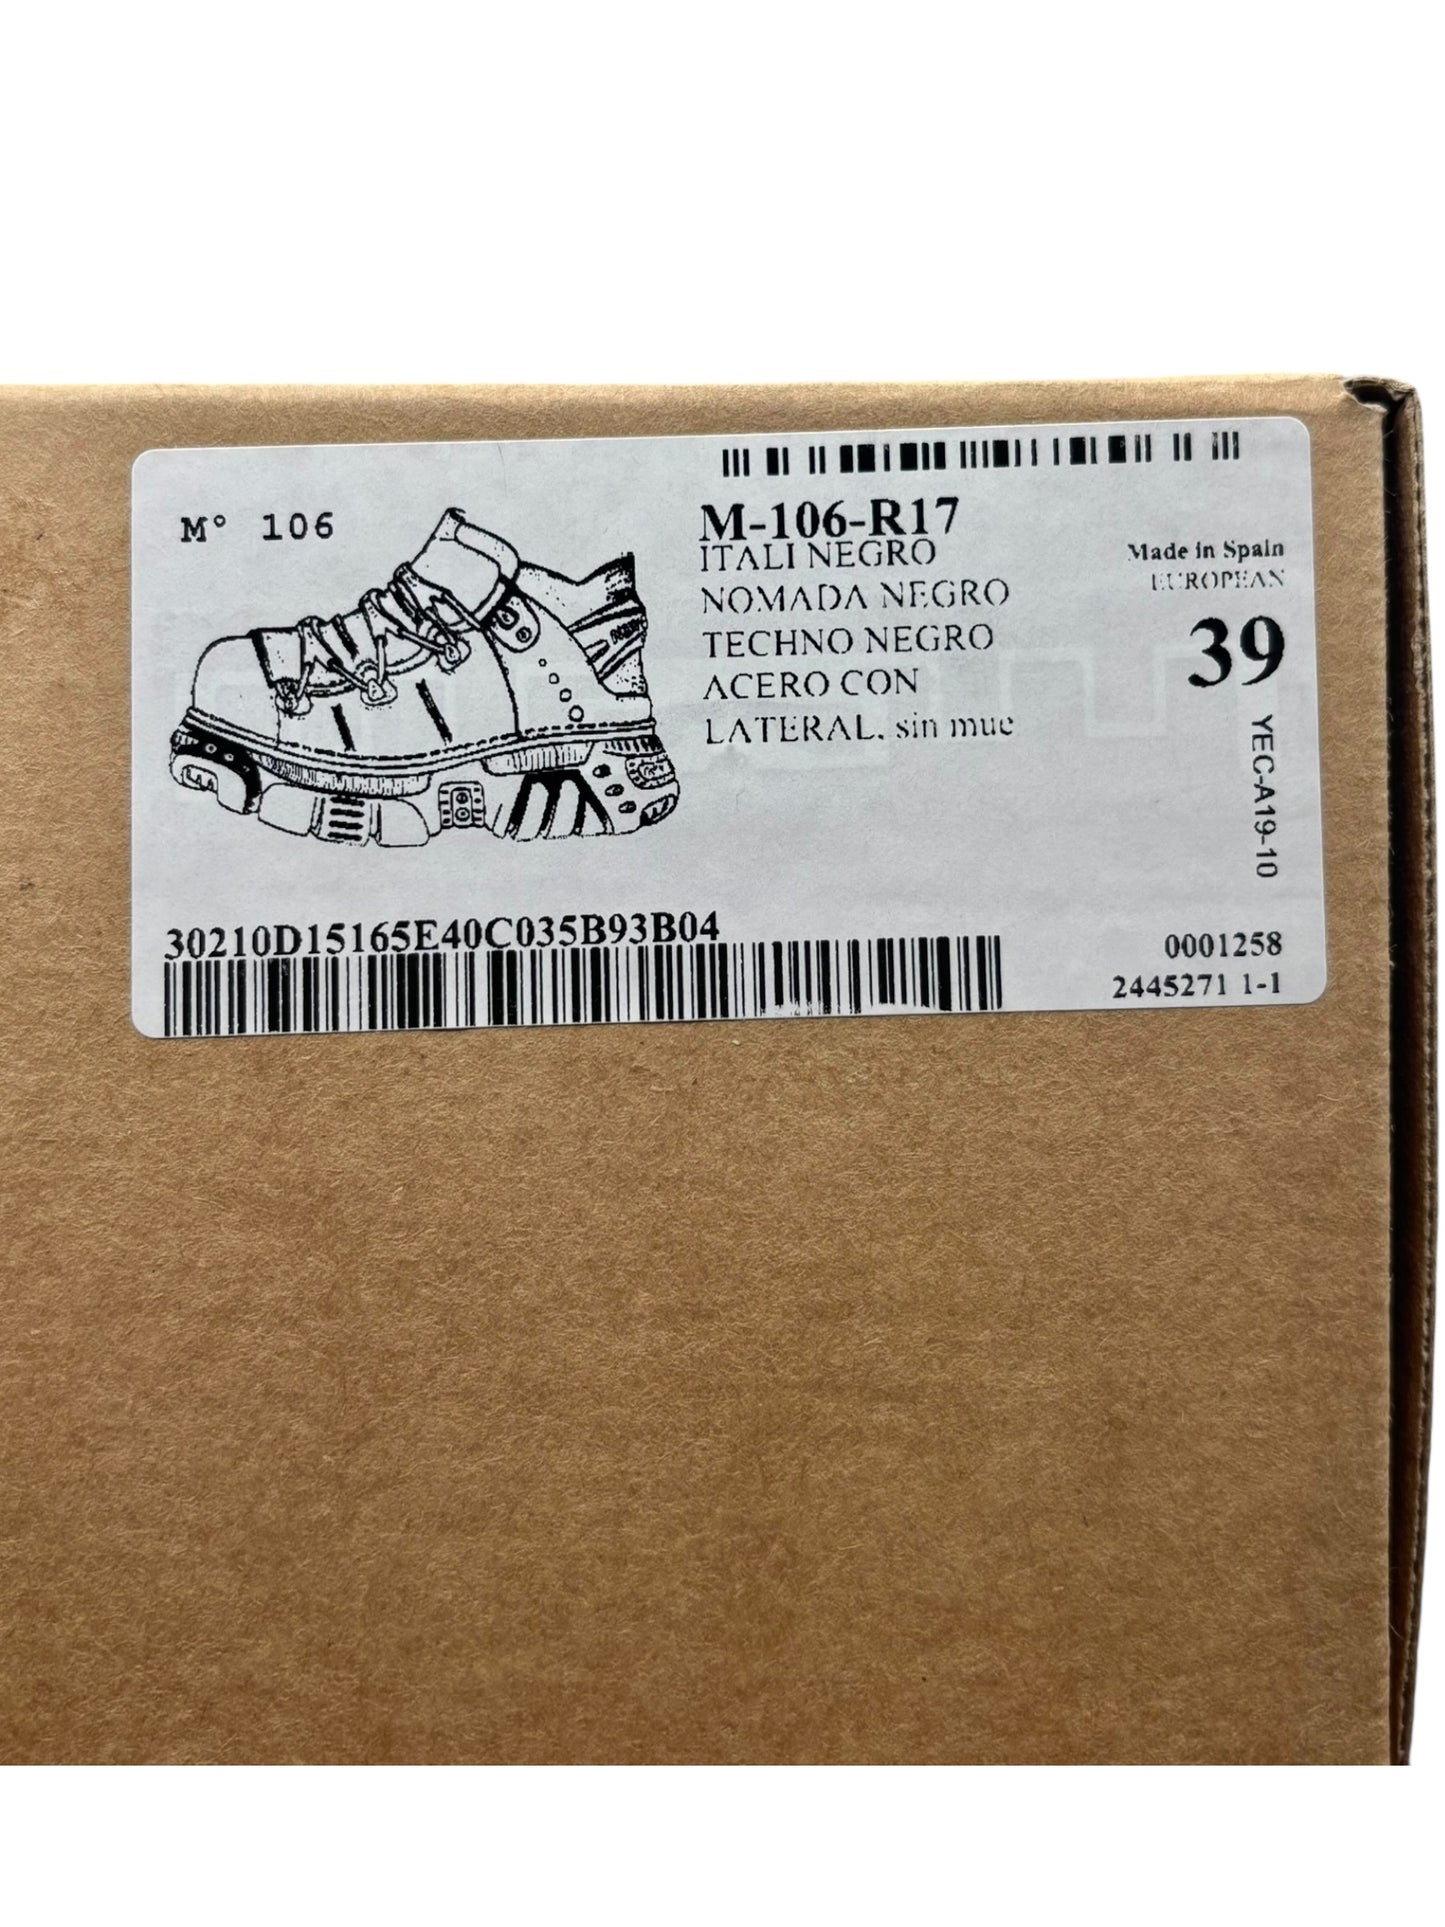 M° 106
M-106-R17
ITALI NEGRO
NOMADA NEGRO
TECHNO NEGRO
ACERO CON
LATERAL. sin mue
Made in Spain
EUROPEAN
39
YEC-A19-10
30210D15165E40C035B93B04
0001258
2445271 1-1